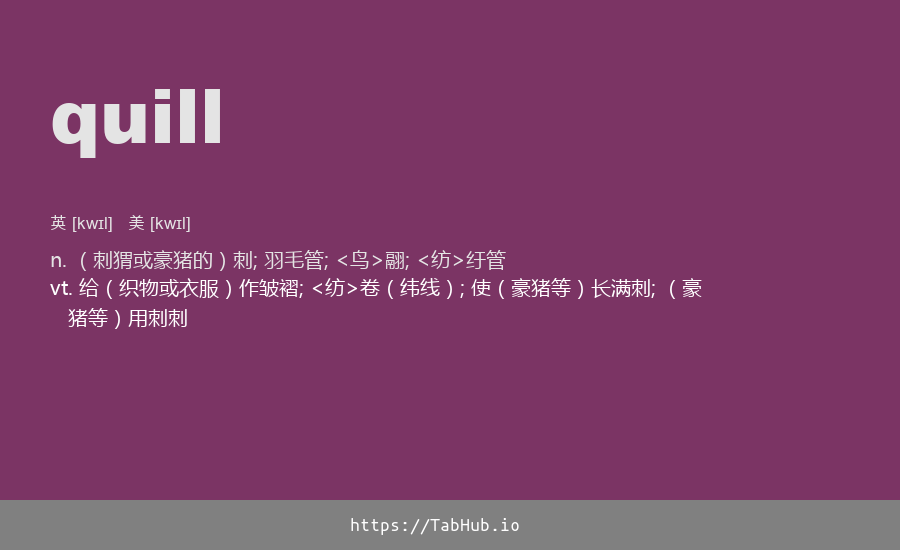 quill
英 [kwɪl] 美 [kwɪl]
n. （刺猬或豪猪的）刺; 羽毛管; <鸟>翮; <纺>纡管
vt. 给（织物或衣服）作皱褶; <纺>卷（纬线）; 使（豪猪等）长满刺; （豪
猪等）用刺刺
https://TabHub.io